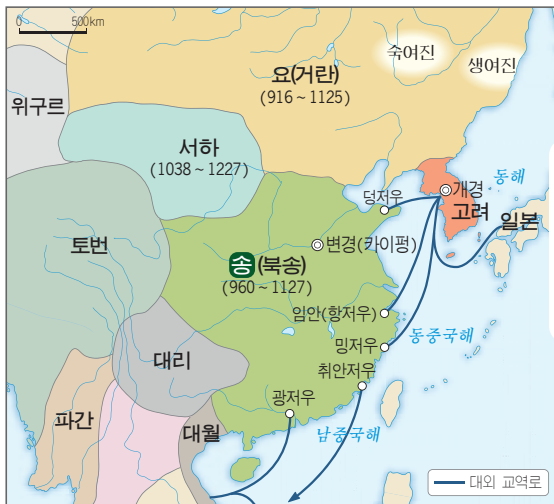 0 500km
요(거란)
(916 ~ 1125)
숙여진
생여진
위구르
서하
(1038 ~ 1227)
동해
개경
고려
일본
덩저우
토번
변경(카이펑)
송 (북송)
(960 ~ 1127)
임안(항저우)
동중국해
밍저우
대리
취안저우
광저우
파간
대월
남중국해
대외 교역로